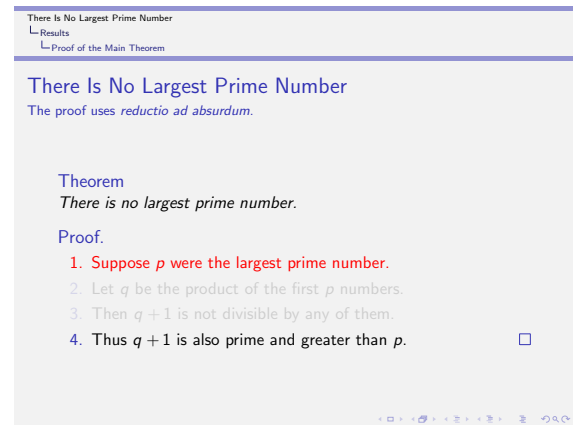 There Is No Largest Prime Number
Results
Proof of the Main Theorem
There Is No Largest Prime Number
The proof uses reductio ad absurdum.
Theorem
There is no largest prime number.
Proof.
1. Suppose p were the largest prime number.
2. Let q be the product of the first p numbers.
3. Then q + 1 is not divisible by any of them.
4. Thus q + 1 is also prime and greater than p.